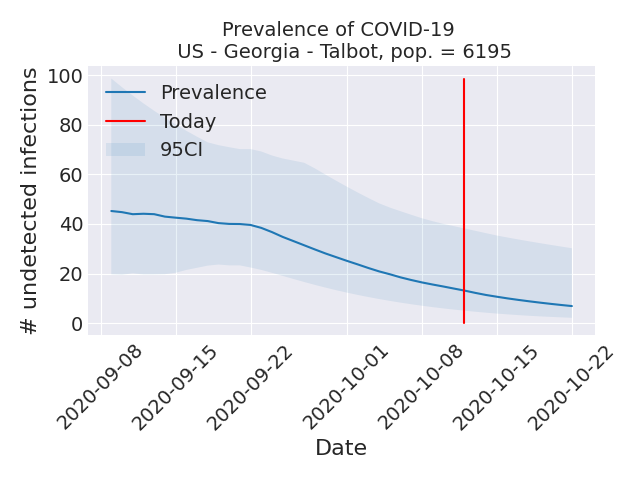 Prevalence of COVID-19
US - Georgia - Talbot, pop. = 6195
100
80
60
40
20
0
# undetected infections
Prevalence
Today
95CI
2020-09-08
2020-09-15
2020-09-22
2020-10-01
2020-10-08
2020-10-15
2020-10-22
Date